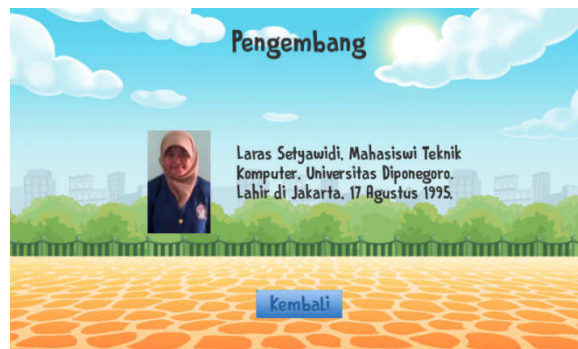 Pengembang
Laras Setyawidi, Mahasiswi Teknik
Komputer, Universitas Diponegoro.
Lahir di Jakarta, 17 Agustus 1995.
Kembali